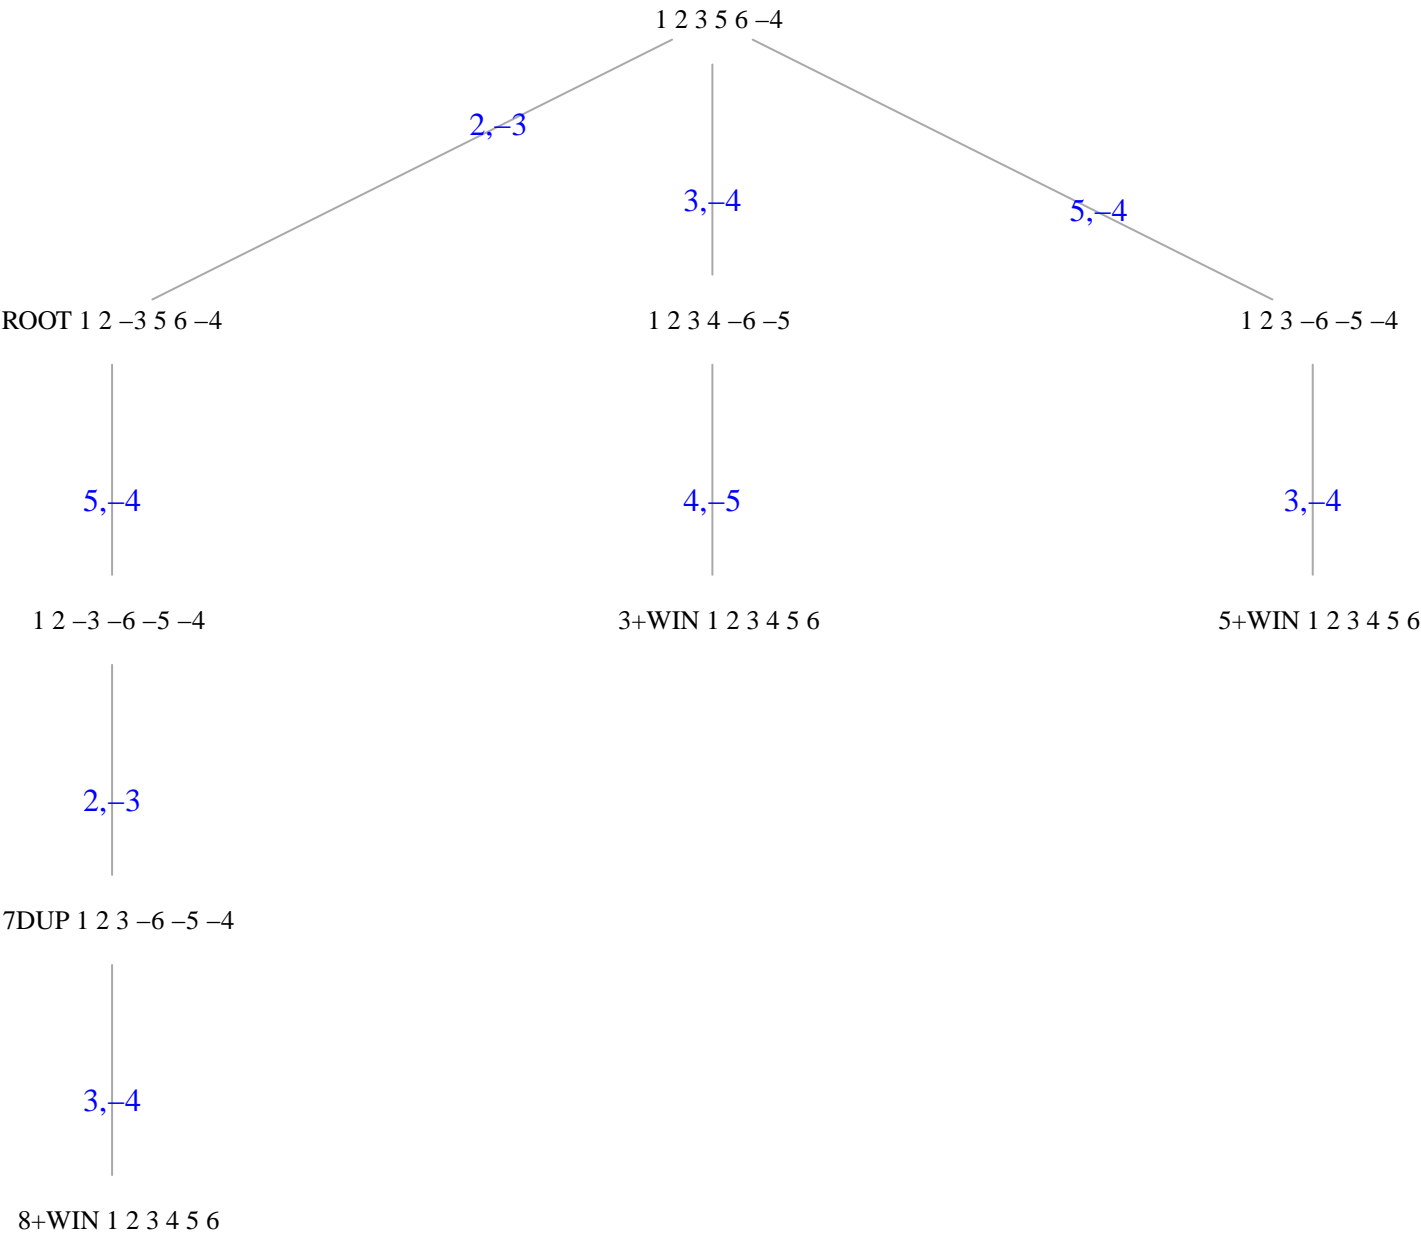 1 2 3 5 6 –4
2,–3
3,–4
5,–4
ROOT 1 2 –3 5 6 –4
1 2 3 4 –6 –5
1 2 3 –6 –5 –4
5,–4
4,–5
3,–4
1 2 –3 –6 –5 –4
3+WIN 1 2 3 4 5 6
5+WIN 1 2 3 4 5 6
2,–3
7DUP 1 2 3 –6 –5 –4
3,–4
8+WIN 1 2 3 4 5 6